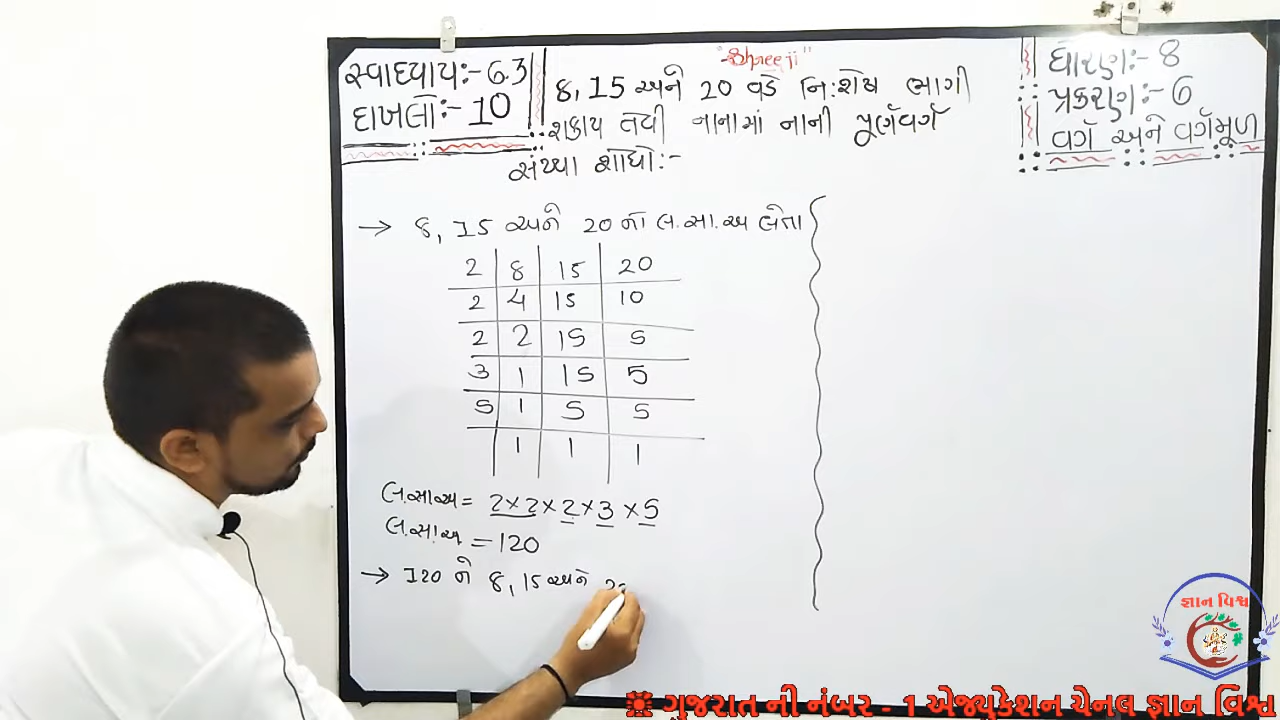 "Shreeji"
સ્વાધ્યાયઃ- 6.3
દાખલોઃ- 10
8, 15 અને 20 વડે નિઃશેષ ભાગી
શકાય તેવી નાનામાં નાની પૂર્ણવર્ગ
સંખ્યા શોધોઃ-
ધોરણઃ- 8
પ્રકરણઃ- 6
વર્ગ અને વર્ગમૂળ
→ 8, 15 અને 20 નો લ.સા.અ લેતા
2 8 15 20
2 4 15 10
2 2 15 5
3 1 15 5
5 1 5 5
1 1 1
લ.સા.અ = 2 × 2 × 2 × 3 × 5
લ.સા.અ = 120
→ 120 ને 8, 15 અને 20
જ્ઞાન વિશ્વ
ગુજરાત ની નંબર - 1 એજ્યુકેશન ચેનલ જ્ઞાન વિશ્વ